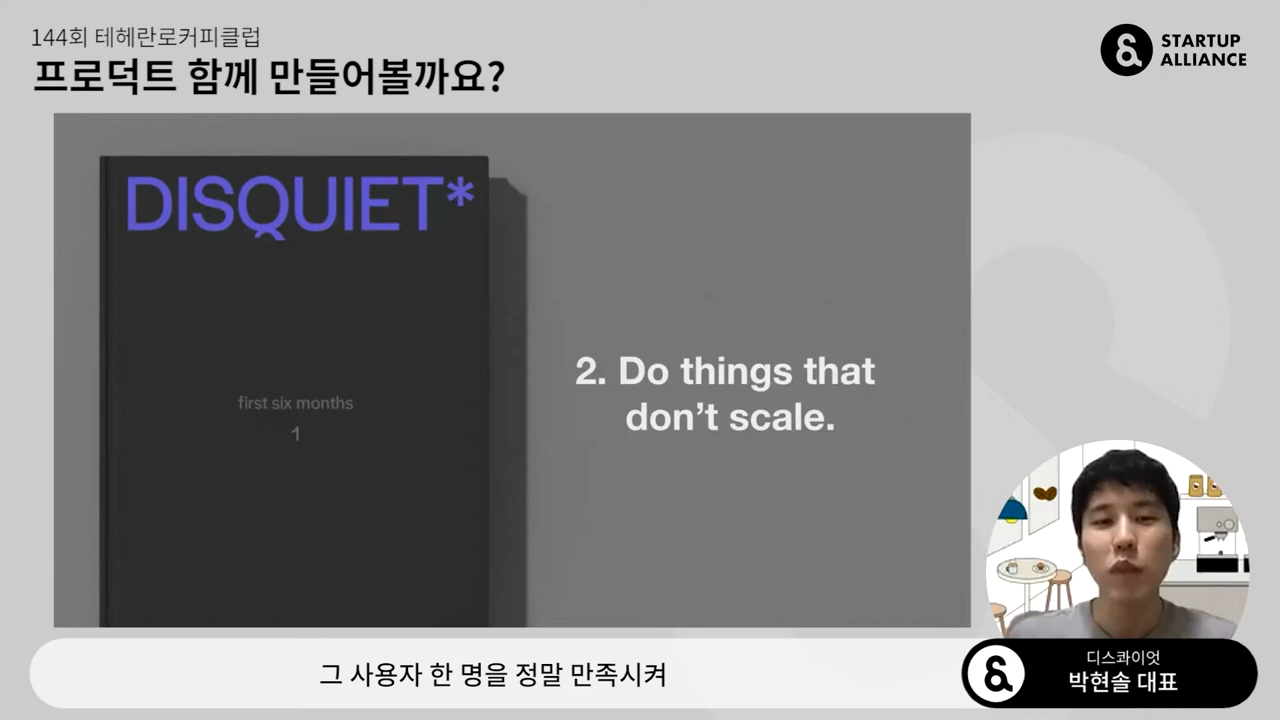 144회 테헤란로커피클럽
프로덕트 함께 만들어볼까요?
STARTUP
ALLIANCE
DISQUIET*
first six months
1
2. Do things that
don’t scale.
그 사용자 한 명을 정말 만족시켜
디스콰이엇
박현솔 대표